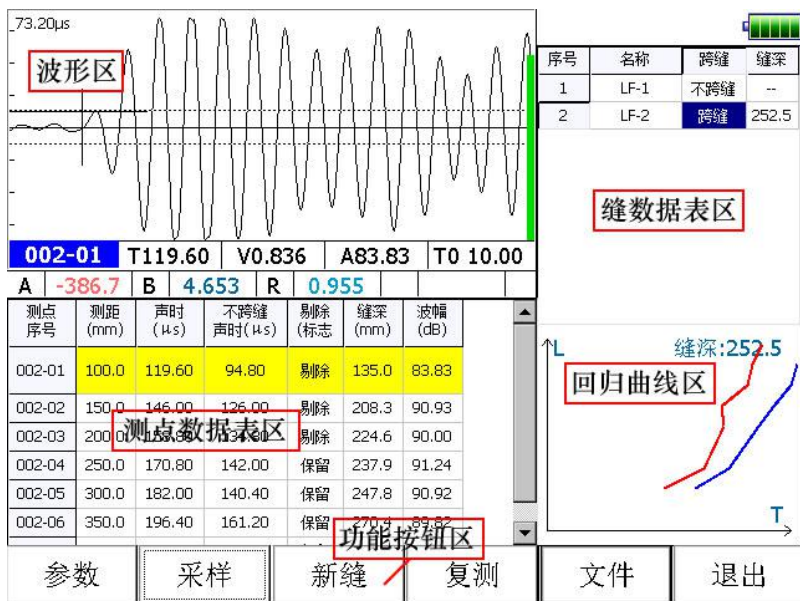 73.20μs
波形区
002-01 T119.60 V0.836 A83.83 T0 10.00
A -386.7 B 4.653 R 0.955
测点序号 测距(mm) 声时(μs) 不跨缝声时(μs) 剔除(标志 缝深(mm) 波幅(dB)
002-01 100.0 119.60 94.80 剔除 135.0 83.83
002-02 150.0 146.00 126.00 剔除 208.3 90.93
002-03 200.0 剔除 224.6 90.00
测点数据表区
002-04 250.0 170.80 142.00 保留 237.9 91.24
002-05 300.0 182.00 140.40 保留 247.8 90.92
002-06 350.0 196.40 161.20 保留 270.4 89.82
功能按钮区
参数 采样 新缝 复测 文件 退出
序号 名称 跨缝 缝深
1 LF-1 不跨缝 --
2 LF-2 跨缝 252.5
缝数据表区
L 缝深:252.5
回归曲线区
T